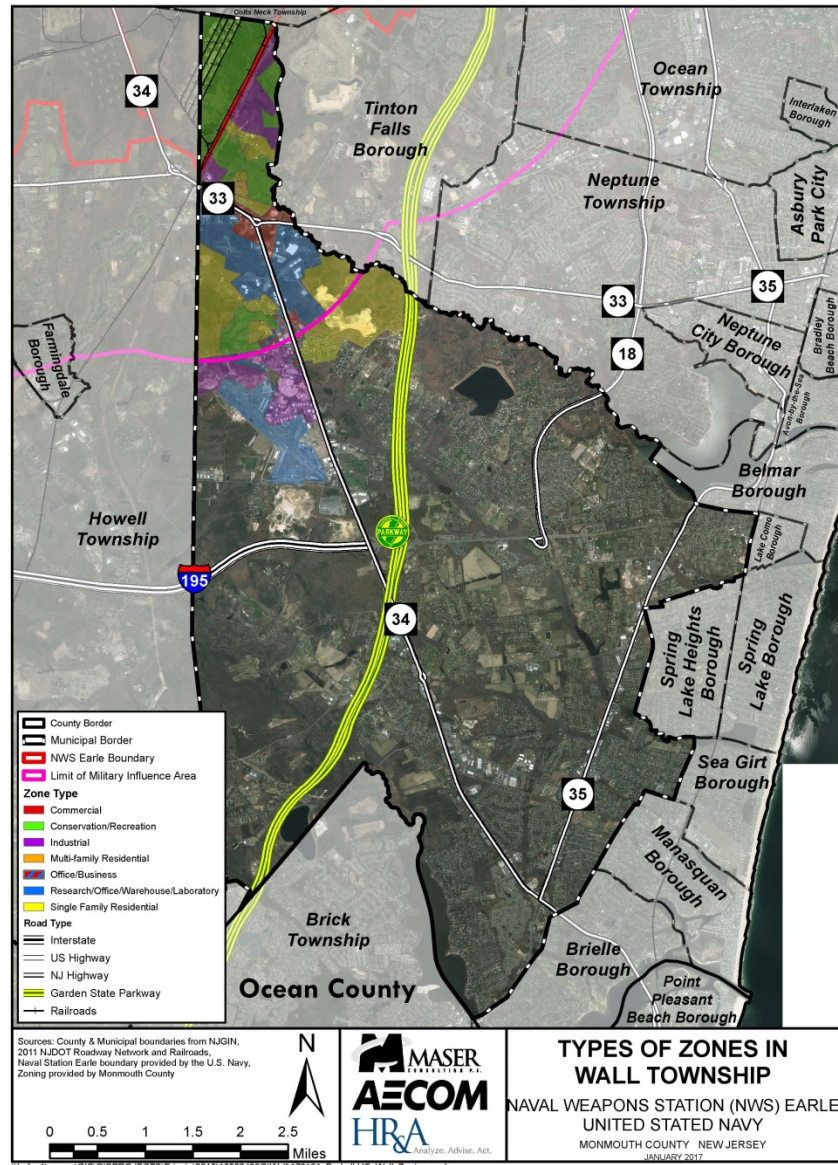 Colts Neck Township
34
Ocean
Township
Interlaken
Borough
Tinton
Falls
Borough
Neptune
Township
Asbury
Park City
33
35
33
Neptune
City Borough
Bradley
Beach Borough
18
Avon-by-the-Sea
Borough
Farmingdale
Borough
Belmar
Borough
Howell
Township
PARKWAY
Lake Como
Borough
195
34
Spring
Lake Heights
Borough
Spring
Lake Borough
Sea Girt
Borough
35
Manasquan
Borough
Brick
Township
Brielle
Borough
Ocean County
Point
Pleasant
Beach Borough
County Border
Municipal Border
NWS Earle Boundary
Limit of Military Influence Area
Zone Type
Commercial
Conservation/Recreation
Industrial
Multi-family Residential
Office/Business
Research/Office/Warehouse/Laboratory
Single Family Residential
Road Type
Interstate
US Highway
NJ Highway
Garden State Parkway
Railroads
Sources: County & Municipal boundaries from NJGIN,
2011 NJDOT Roadway Network and Railroads,
Naval Station Earle boundary provided by the U.S. Navy,
Zoning provided by Monmouth County
N
0 0.5 1 1.5 2 2.5
Miles
MASER
CONSULTING P.A.
AECOM
HR&A
Analyze. Advise. Act.
TYPES OF ZONES IN
WALL TOWNSHIP
NAVAL WEAPONS STATION (NWS) EARLE
UNITED STATED NAVY
MONMOUTH COUNTY NEW JERSEY
JANUARY 2017